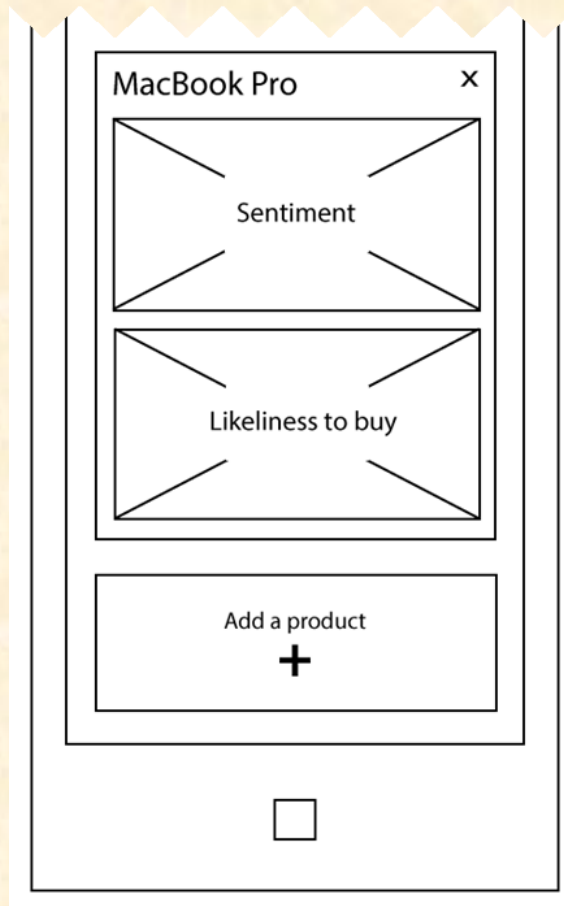 MacBook Pro x
Sentiment
Likeliness to buy
Add a product
+